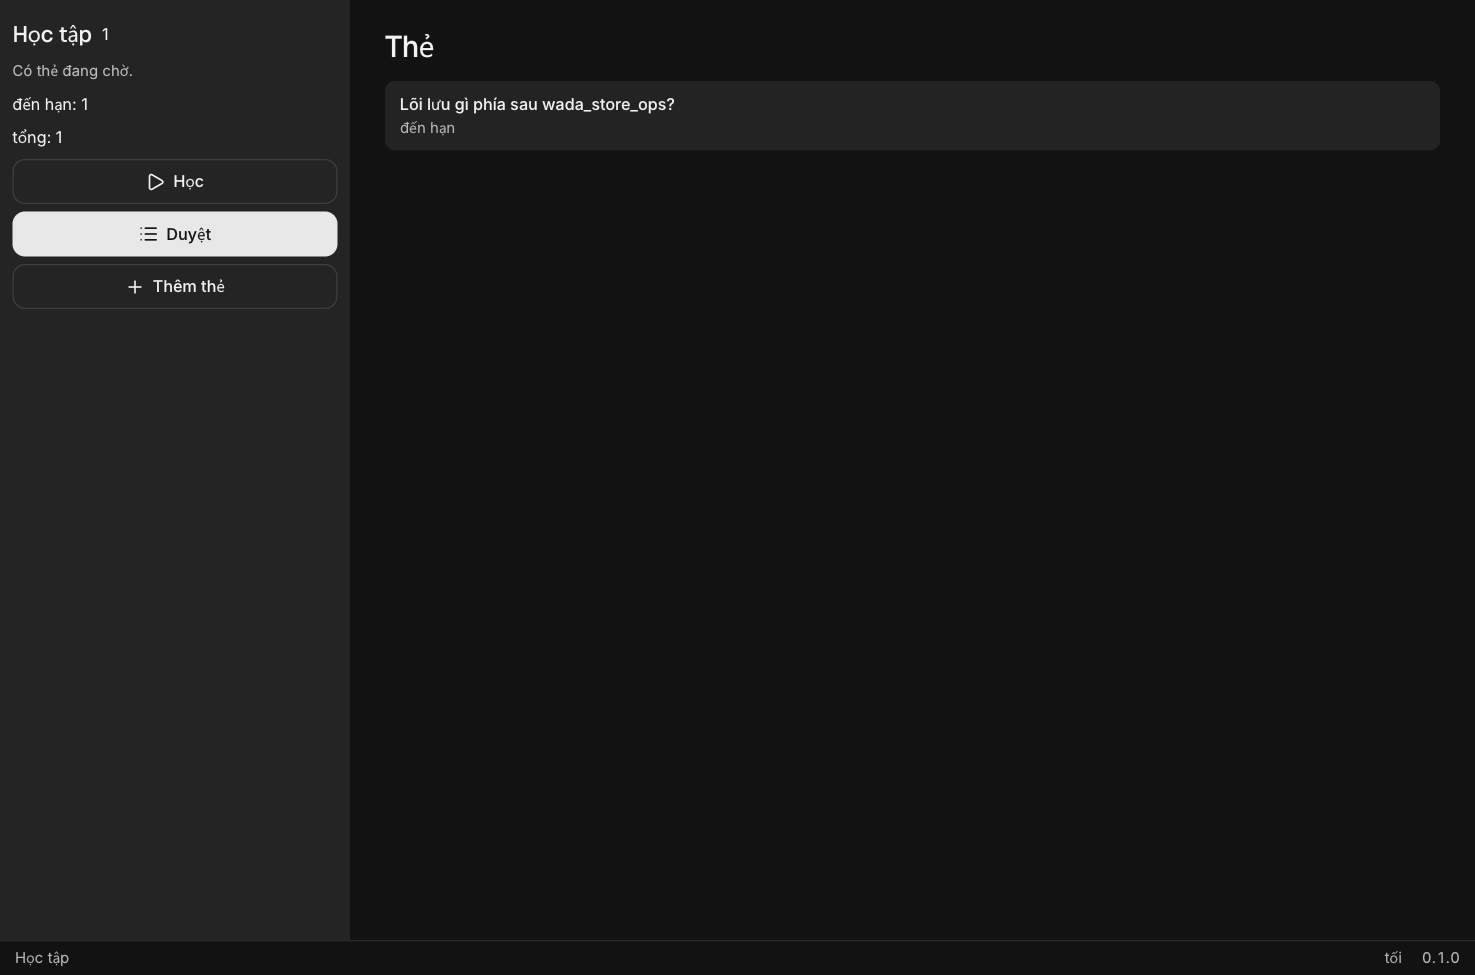 Học tập 1
Có thẻ đang chờ.
đến hạn: 1
tổng: 1
Học
Duyệt
Thêm thẻ
Thẻ
Lõi lưu gì phía sau wada_store_ops?
đến hạn
Học tập
tối 0.1.0